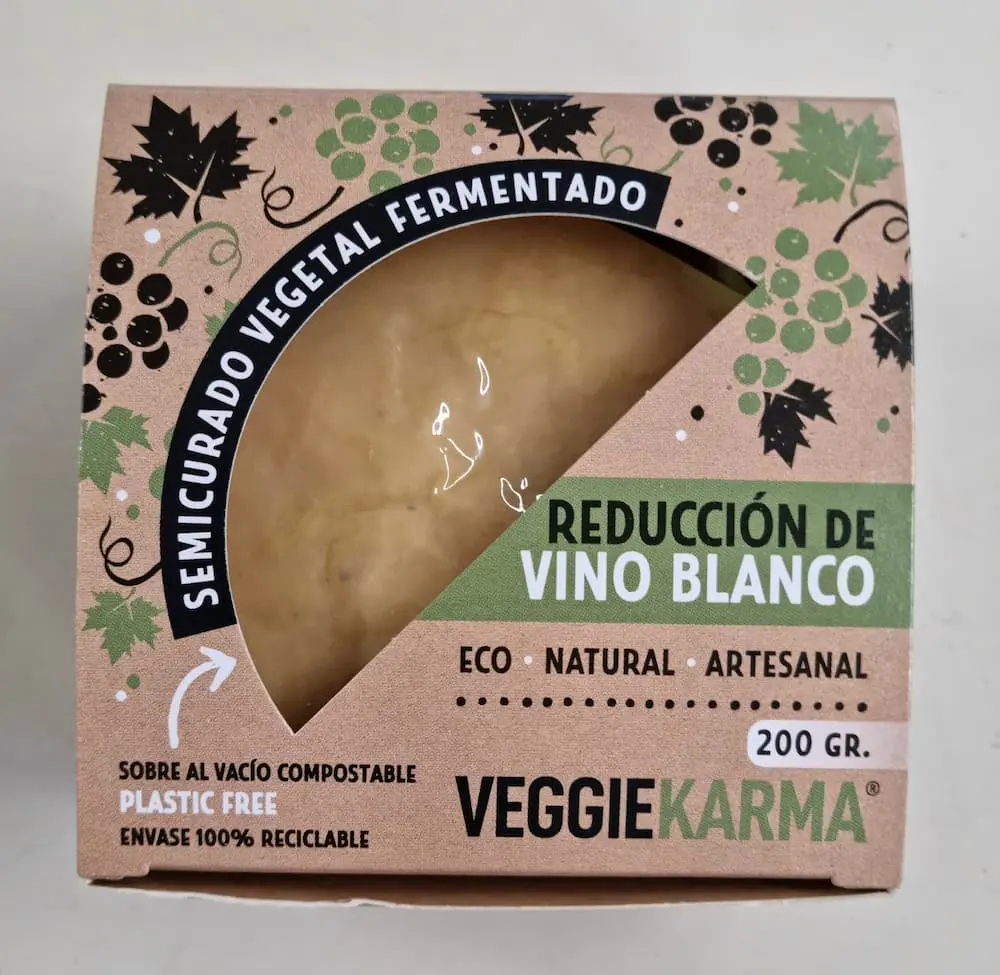 SEMICURADO VEGETAL FERMENTADO
REDUCCIÓN DE
VINO BLANCO
ECO · NATURAL · ARTESANAL
200 GR.
SOBRE AL VACÍO COMPOSTABLE
PLASTIC FREE
ENVASE 100% RECICLABLE
VEGGIEKARMA®